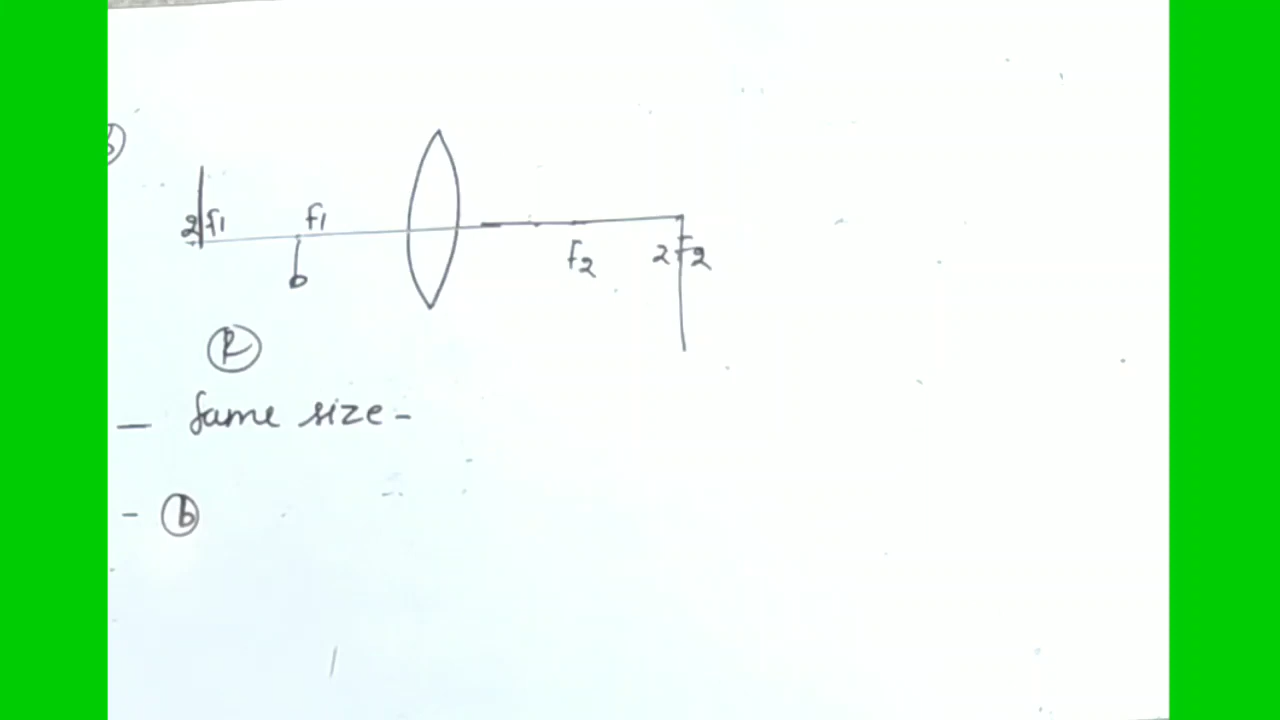 2f1 f1
b
F2 2F2
R
— Same size -
- b